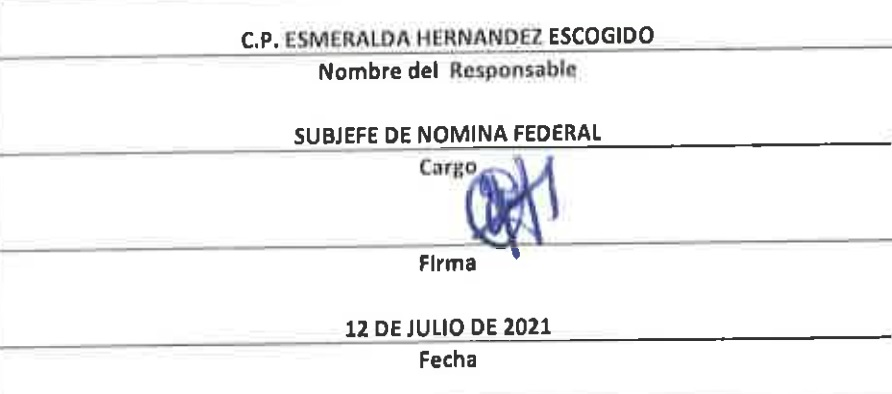 C.P. ESMERALDA HERNANDEZ ESCOGIDO
Nombre del Responsable
SUBJEFE DE NOMINA FEDERAL
Cargo
Firma
12 DE JULIO DE 2021
Fecha